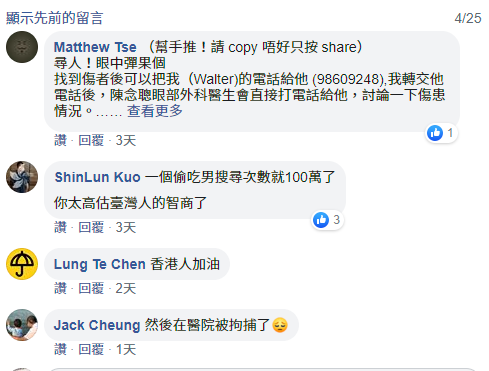 顯示先前的留言 4/25
Matthew Tse （幫手推！請 copy 唔好只按 share）
尋人！眼中彈果個
找到傷者後可以把我（Walter)的電話給他 (98609248),我轉交他
電話後，陳念聰眼部外科醫生會直接打電話給他，討論一下傷患
情況。…… 查看更多
讚 · 回覆 · 3天 1
ShinLun Kuo 一個偷吃男搜尋次數就100萬了
你太高估臺灣人的智商了
讚 · 回覆 · 3天 3
Lung Te Chen 香港人加油
讚 · 回覆 · 2天
Jack Cheung 然後在醫院被拘捕了😔
讚 · 回覆 · 1天